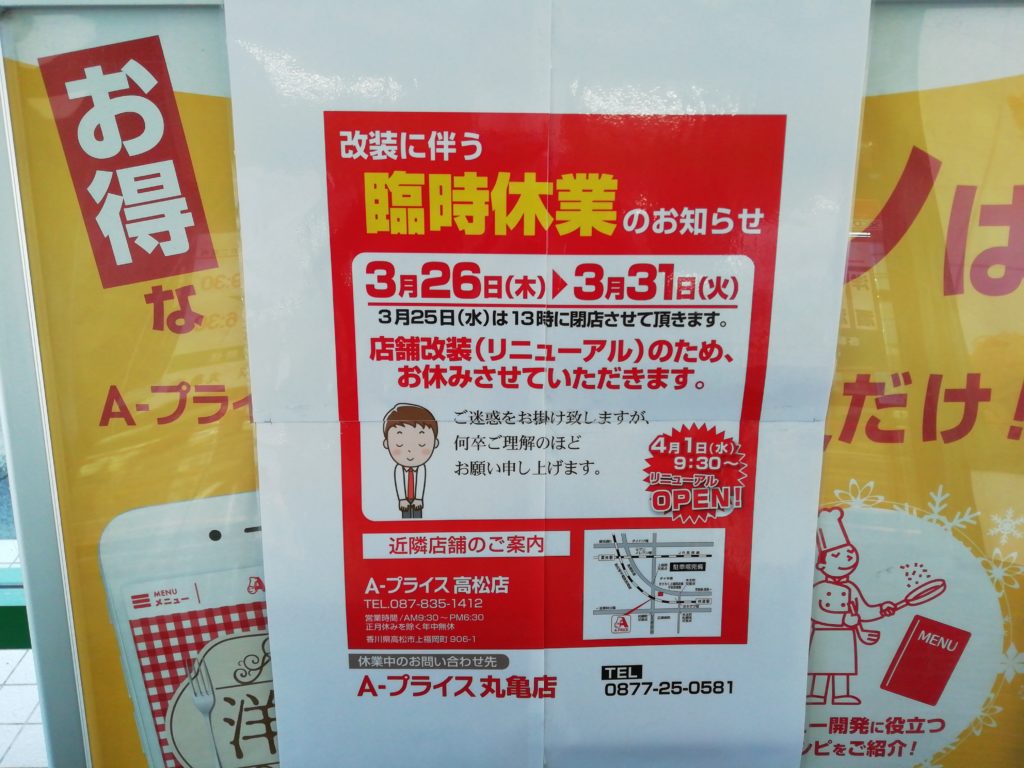 お得
な
A-プライ
ノは
だけ！
改装に伴う
臨時休業のお知らせ
3月26日(木)▶3月31日(火)
3月25日(水)は13時に閉店させて頂きます。
店舗改装(リニューアル)のため、
お休みさせていただきます。
ご迷惑をお掛け致しますが、
何卒ご理解のほど
お願い申し上げます。
4月1日(水)
9:30～
リニューアル
OPEN!
近隣店舗のご案内
A-プライス 高松店
TEL.087-835-1412
営業時間/AM9:30～PM6:30
正月休みを除く年中無休
香川県高松市上福岡町 906-1
駐車場完備
休業中のお問い合わせ先
A-プライス 丸亀店
TEL
0877-25-0581
MENU
メニュー
洋
MENU
ー開発に役立つ
シピをご紹介！